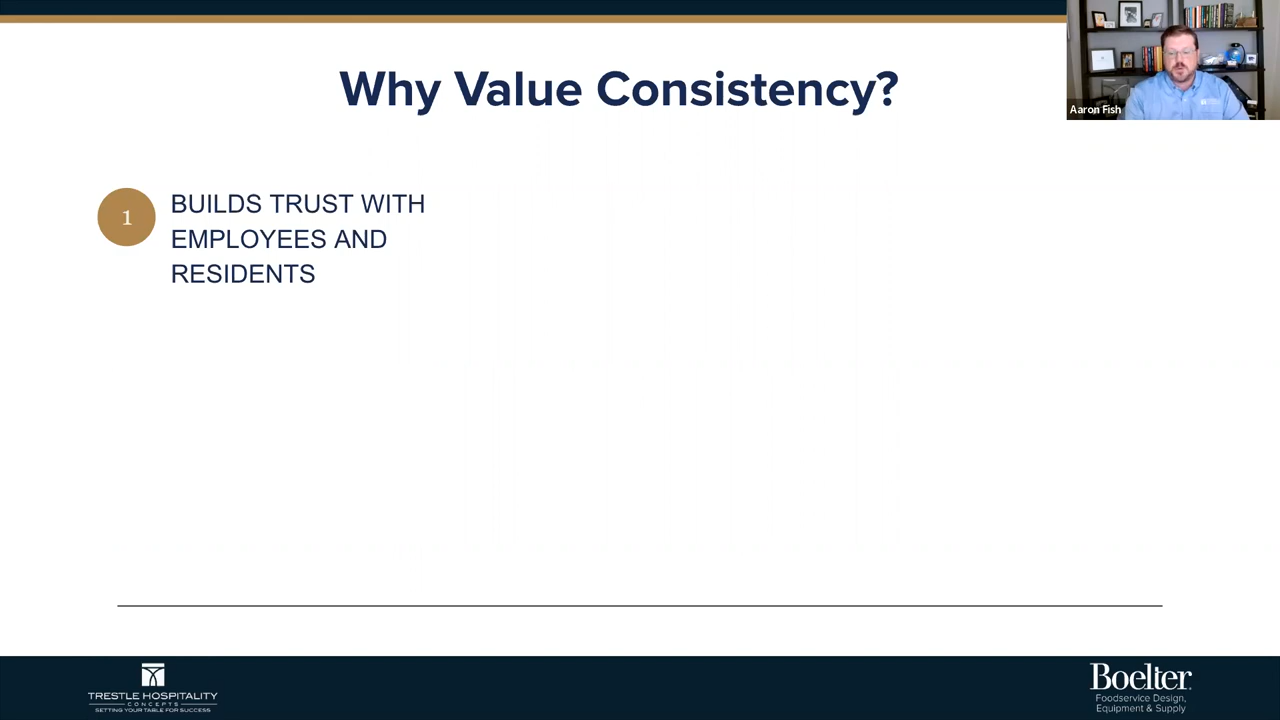 Why Value Consistency?
Aaron Fish
1
BUILDS TRUST WITH
EMPLOYEES AND
RESIDENTS
TRESTLE HOSPITALITY
CONCEPTS
SETTING YOUR TABLE FOR SUCCESS
Boelter.
Foodservice Design,
Equipment & Supply